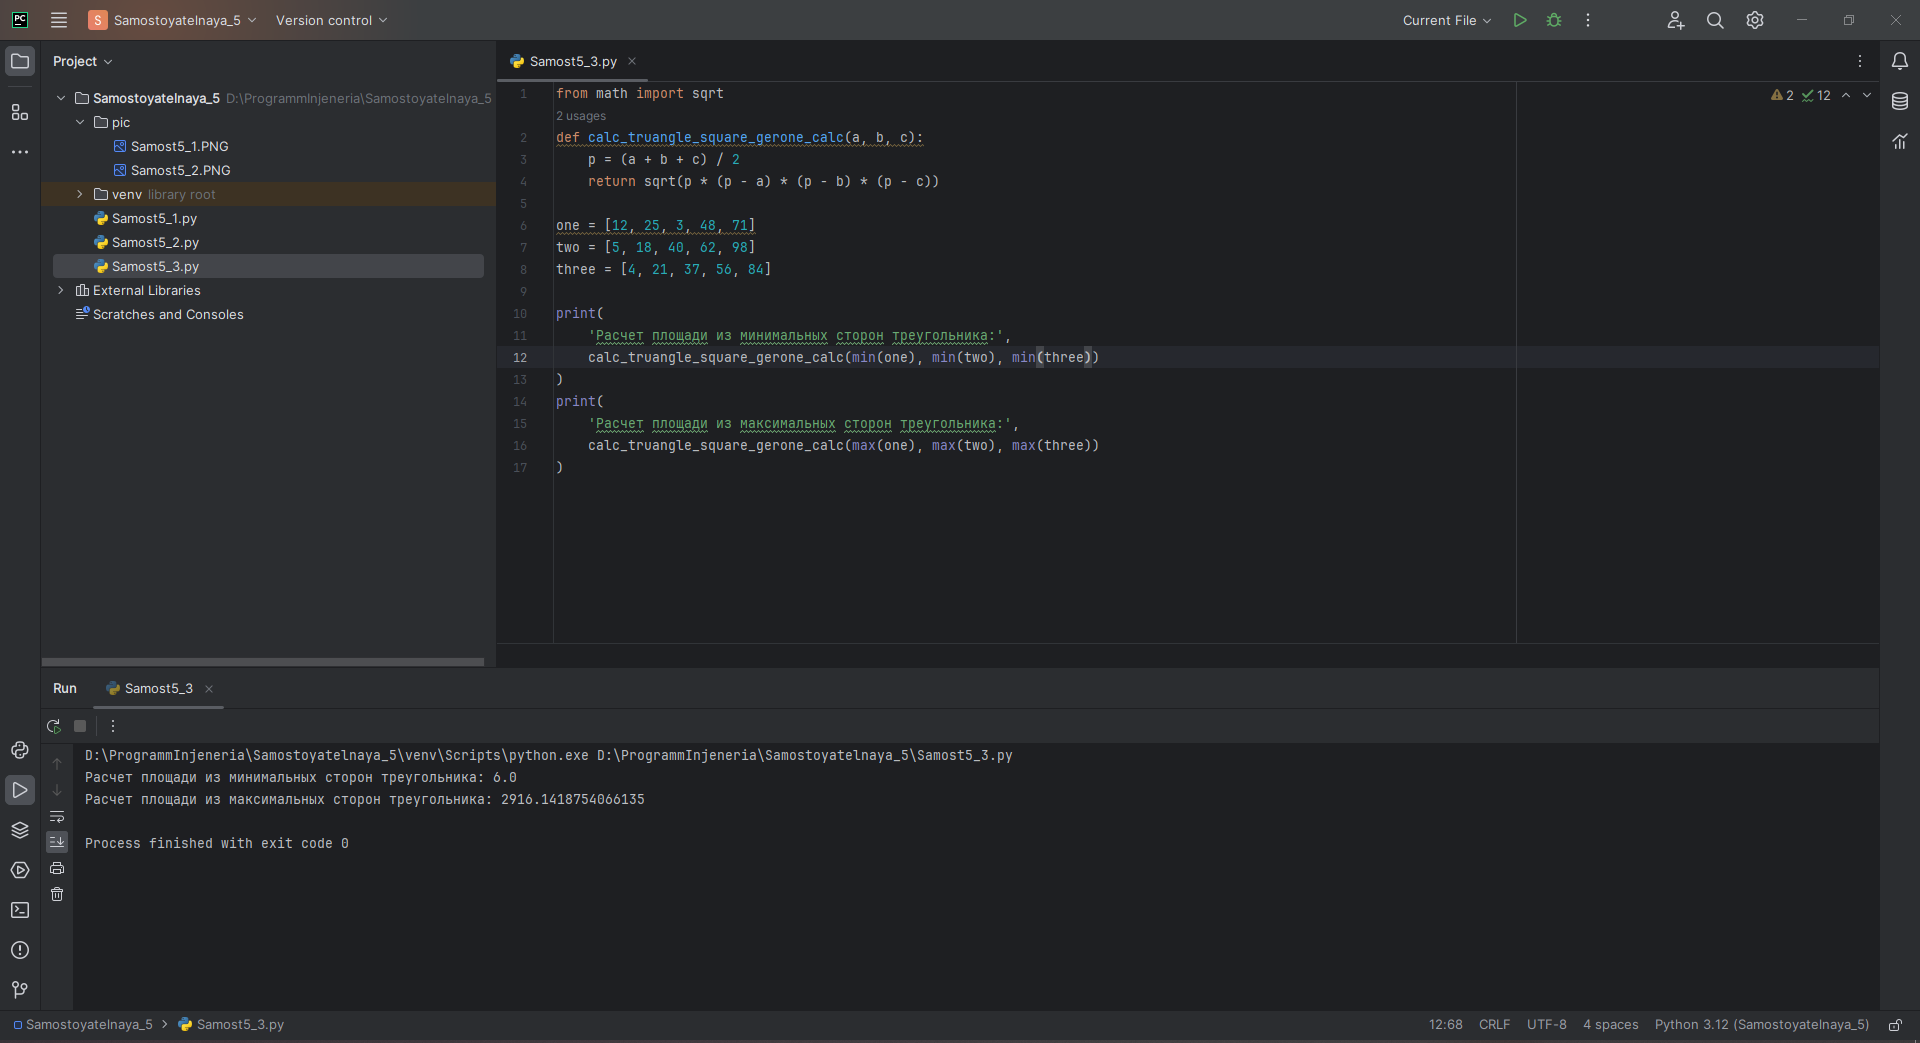 PC
S Samostoyatelnaya_5 Version control Current File
Project
Samostoyatelnaya_5 D:\ProgrammInjeneria\Samostoyatelnaya_5
pic
Samost5_1.PNG
Samost5_2.PNG
venv library root
Samost5_1.py
Samost5_2.py
Samost5_3.py
External Libraries
Scratches and Consoles
Samost5_3.py
2 12
1 from math import sqrt
2 usages
2 def calc_truangle_square_gerone_calc(a, b, c):
3 p = (a + b + c) / 2
4 return sqrt(p * (p - a) * (p - b) * (p - c))
5
6 one = [12, 25, 3, 48, 71]
7 two = [5, 18, 40, 62, 98]
8 three = [4, 21, 37, 56, 84]
9
10 print(
11 'Расчет площади из минимальных сторон треугольника:',
12 calc_truangle_square_gerone_calc(min(one), min(two), min(three))
13 )
14 print(
15 'Расчет площади из максимальных сторон треугольника:',
16 calc_truangle_square_gerone_calc(max(one), max(two), max(three))
17 )
Run Samost5_3
D:\ProgrammInjeneria\Samostoyatelnaya_5\venv\Scripts\python.exe D:\ProgrammInjeneria\Samostoyatelnaya_5\Samost5_3.py
Расчет площади из минимальных сторон треугольника: 6.0
Расчет площади из максимальных сторон треугольника: 2916.1418754066135
Process finished with exit code 0
Samostoyatelnaya_5 Samost5_3.py 12:68 CRLF UTF-8 4 spaces Python 3.12 (Samostoyatelnaya_5)